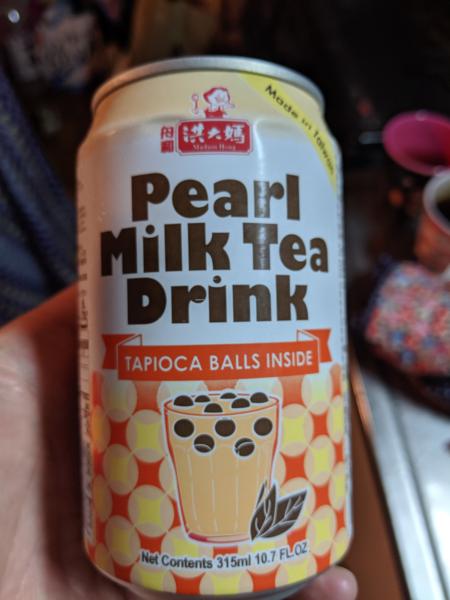 Made in Taiwan
洪大媽
Madam Hong
Pearl
Milk Tea
Drink
TAPIOCA BALLS INSIDE
Net Contents 315ml 10.7 FL.OZ.